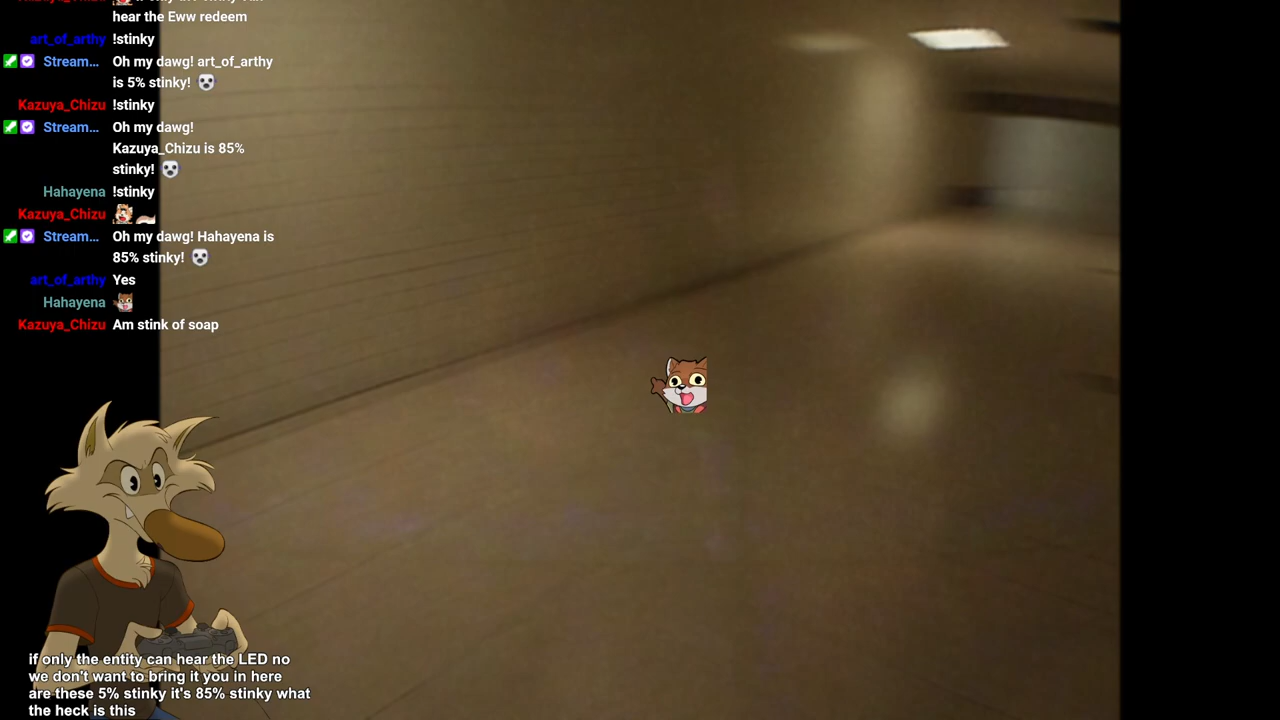 hear the Eww redeem
art_of_arthy !stinky
Stream... Oh my dawg! art_of_arthy
is 5% stinky!
Kazuya_Chizu !stinky
Stream... Oh my dawg!
Kazuya_Chizu is 85%
stinky!
Hahayena !stinky
Kazuya_Chizu
Stream... Oh my dawg! Hahayena is
85% stinky!
art_of_arthy Yes
Hahayena
Kazuya_Chizu Am stink of soap
if only the entity can hear the LED no
we don't want to bring it you in here
are these 5% stinky it's 85% stinky what
the heck is this